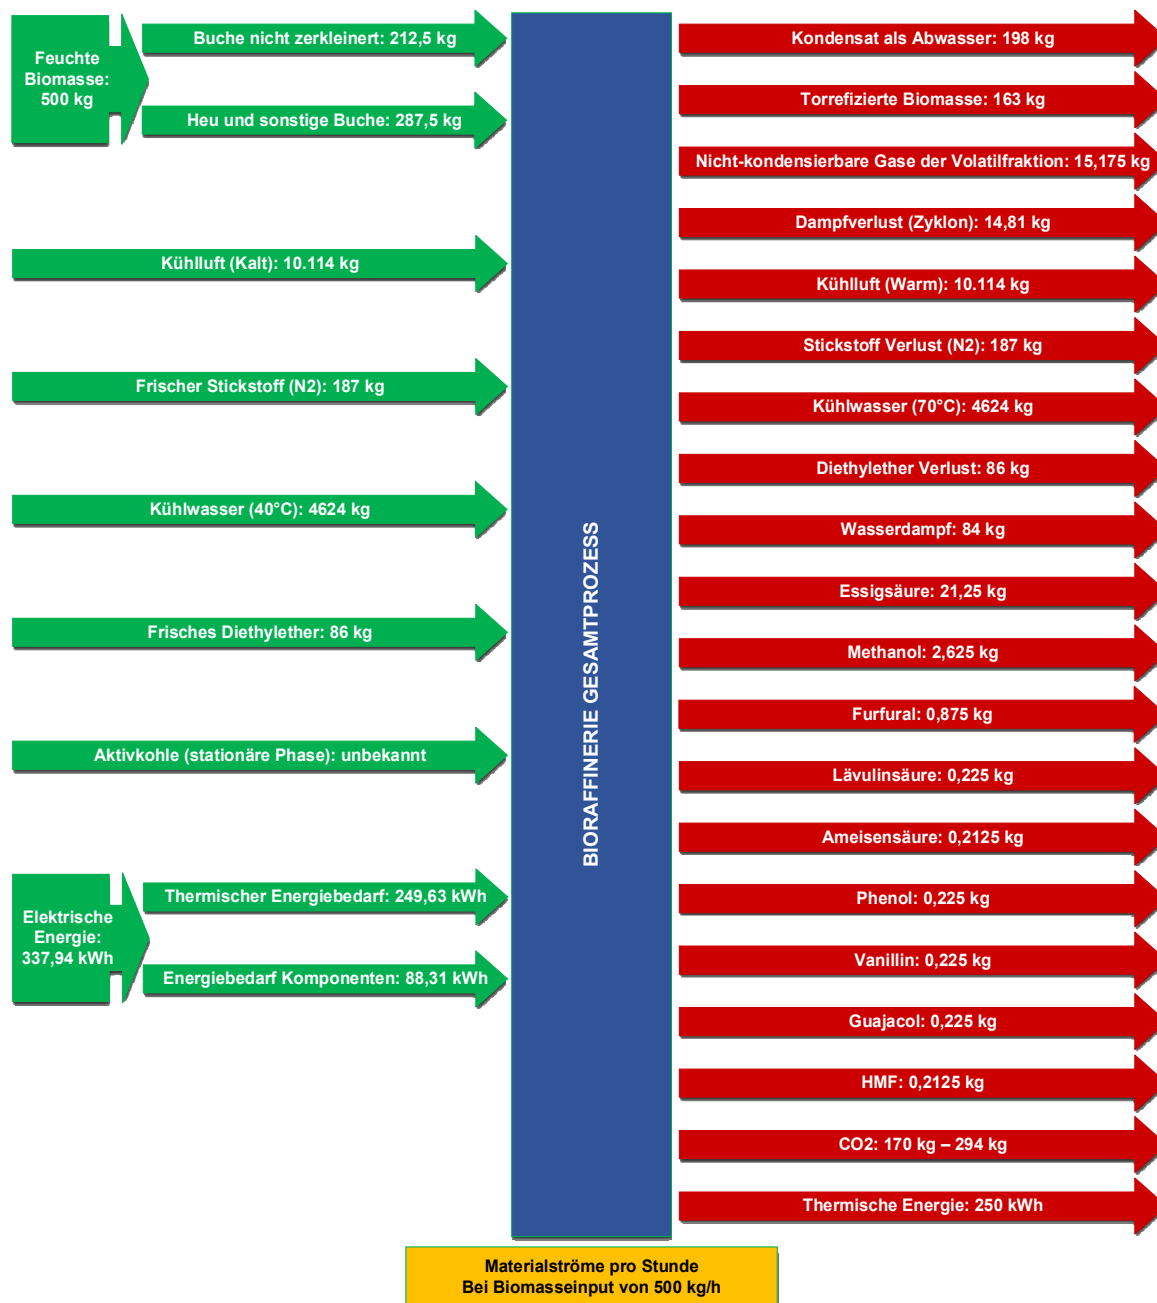 Feuchte
Biomasse:
500 kg
Buche nicht zerkleinert: 212,5 kg
Heu und sonstige Buche: 287,5 kg
Kühlluft (Kalt): 10.114 kg
Frischer Stickstoff (N2): 187 kg
Kühlwasser (40°C): 4624 kg
Frisches Diethylether: 86 kg
Aktivkohle (stationäre Phase): unbekannt
Elektrische
Energie:
337,94 kWh
Thermischer Energiebedarf: 249,63 kWh
Energiebedarf Komponenten: 88,31 kWh
BIORAFFINERIE GESAMTPROZESS
Kondensat als Abwasser: 198 kg
Torrefizierte Biomasse: 163 kg
Nicht-kondensierbare Gase der Volatilfraktion: 15,175 kg
Dampfverlust (Zyklon): 14,81 kg
Kühlluft (Warm): 10.114 kg
Stickstoff Verlust (N2): 187 kg
Kühlwasser (70°C): 4624 kg
Diethylether Verlust: 86 kg
Wasserdampf: 84 kg
Essigsäure: 21,25 kg
Methanol: 2,625 kg
Furfural: 0,875 kg
Lävulinsäure: 0,225 kg
Ameisensäure: 0,2125 kg
Phenol: 0,225 kg
Vanillin: 0,225 kg
Guajacol: 0,225 kg
HMF: 0,2125 kg
CO2: 170 kg – 294 kg
Thermische Energie: 250 kWh
Materialströme pro Stunde
Bei Biomasseinput von 500 kg/h